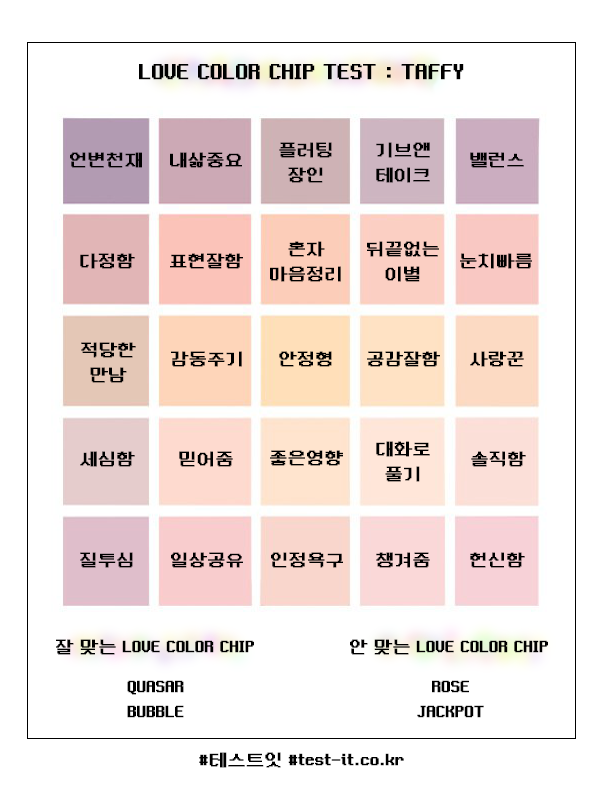 LOVE COLOR CHIP TEST : TAFFY
언변천재 내삶중요 플러팅 장인 기브앤 테이크 밸런스
다정함 표현잘함 혼자 마음정리 뒤끝없는 이별 눈치빠름
적당한 만남 감동주기 안정형 공감잘함 사랑꾼
세심함 믿어줌 좋은영향 대화로 풀기 솔직함
질투심 일상공유 인정욕구 챙겨줌 헌신함
잘 맞는 LOVE COLOR CHIP
QUASAR
BUBBLE
안 맞는 LOVE COLOR CHIP
ROSE
JACKPOT
#테스트잇 #test-it.co.kr